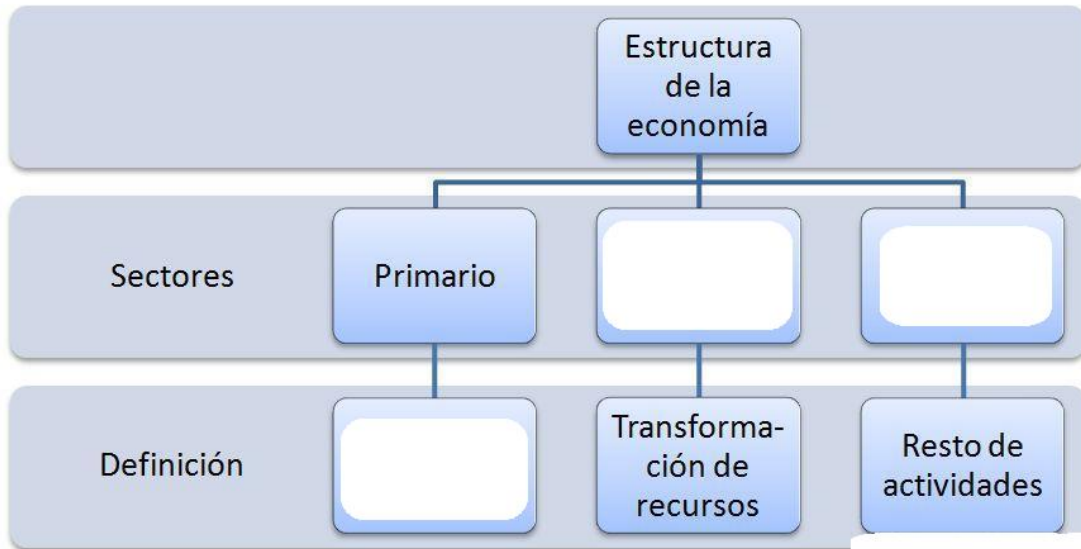 Estructura
de la
economía
Sectores
Primario
Definición
Transforma-
ción de
recursos
Resto de
actividades